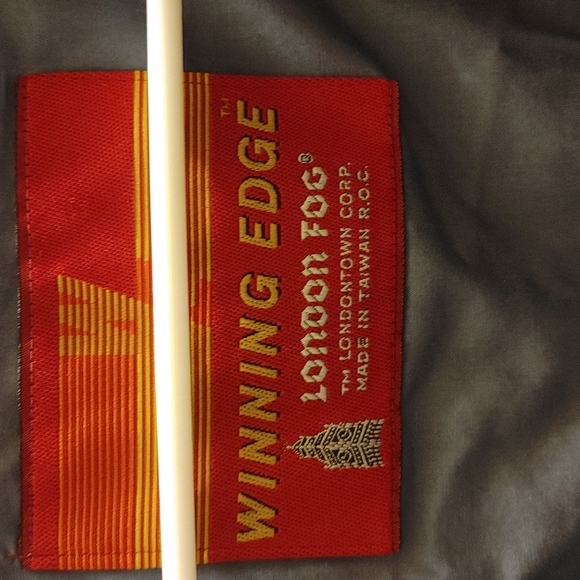 WINNING EDGE™
LONDON FOG®
TM LONDONTOWN CORP.
MADE IN TAIWAN R.O.C.